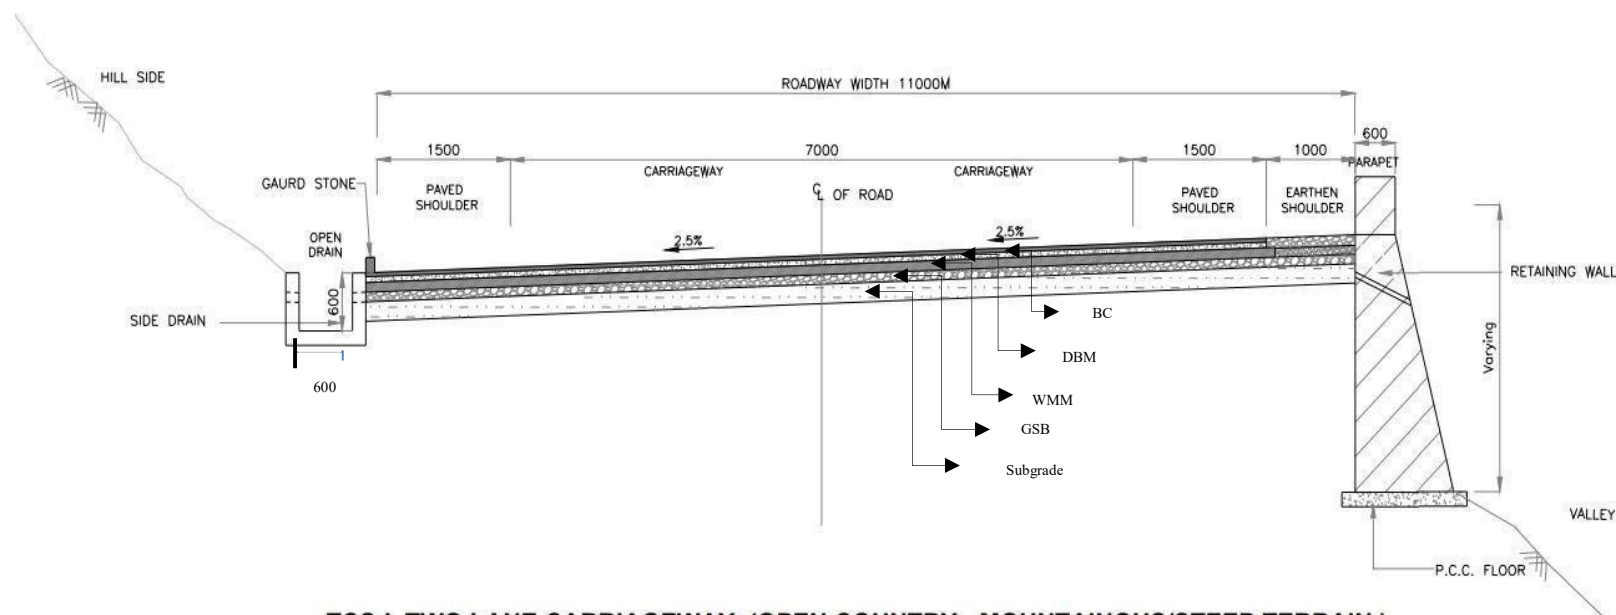 HILL SIDE
ROADWAY WIDTH 11000M
600
1500
7000
1500
1000
PARAPET
CARRIAGEWAY
CARRIAGEWAY
GAURD STONE
PAVED
SHOULDER
℄ OF ROAD
PAVED
SHOULDER
EARTHEN
SHOULDER
OPEN
DRAIN
2.5%
2.5%
RETAINING WALL
600
SIDE DRAIN
BC
1
DBM
Varying
600
WMM
GSB
Subgrade
VALLEY
P.C.C. FLOOR